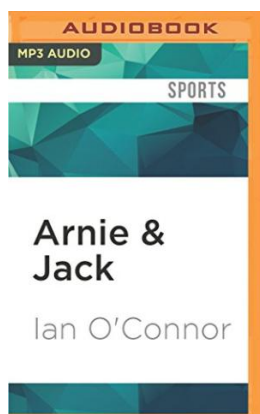 AUDIOBOOK
MP3 AUDIO
SPORTS
Arnie &
Jack
Ian O'Connor